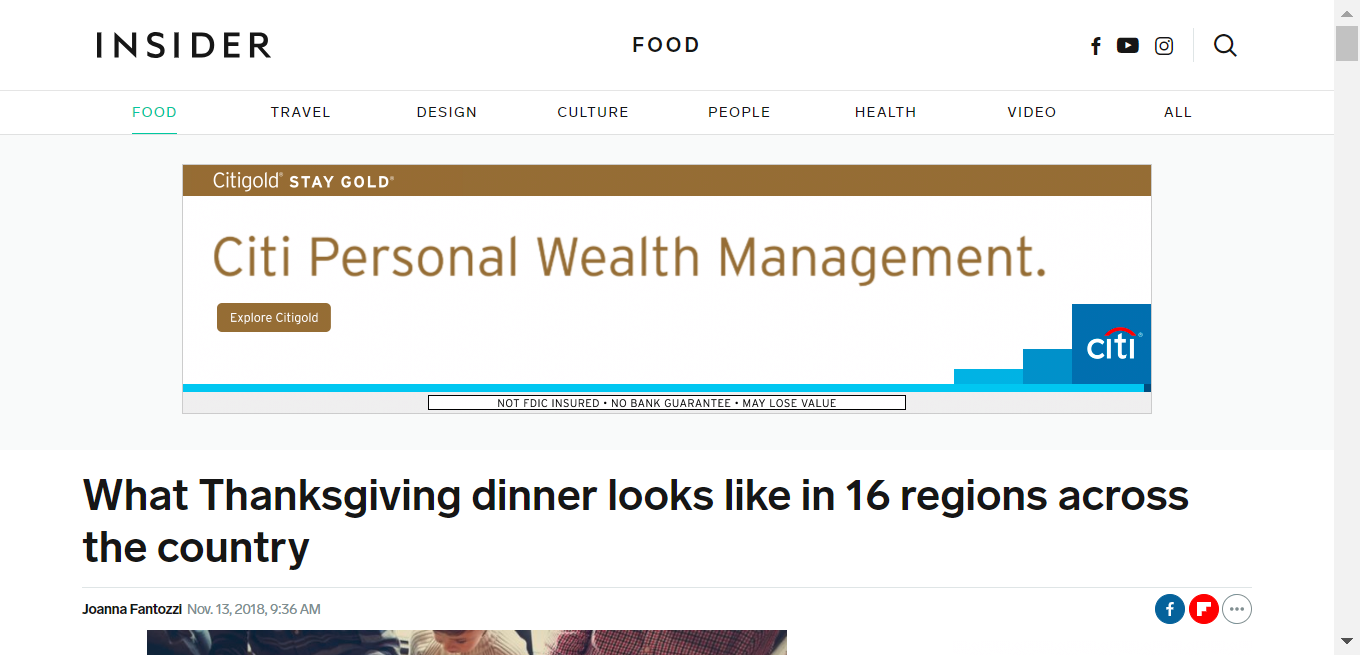 INSIDER
FOOD
FOOD TRAVEL DESIGN CULTURE PEOPLE HEALTH VIDEO ALL
Citigold® STAY GOLD®
Citi Personal Wealth Management.
Explore Citigold
citi®
NOT FDIC INSURED • NO BANK GUARANTEE • MAY LOSE VALUE
What Thanksgiving dinner looks like in 16 regions across
the country
Joanna Fantozzi Nov. 13, 2018, 9:36 AM